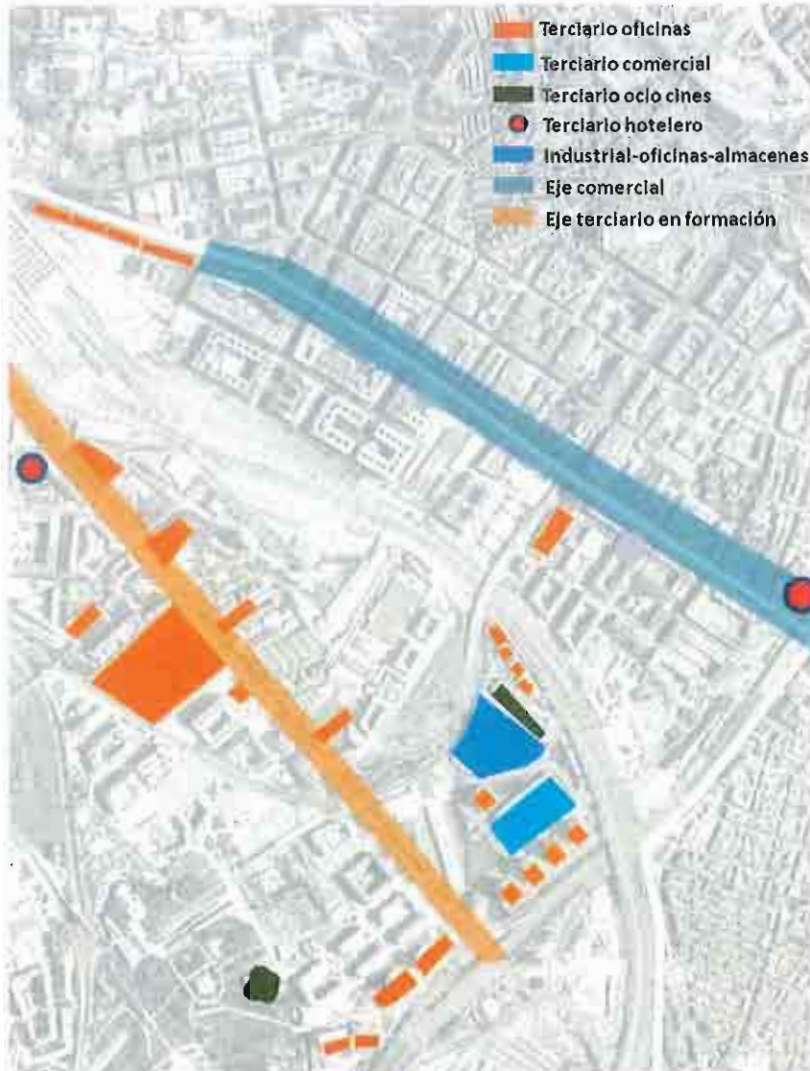 Terciario oficinas
Terciario comercial
Terciario ocio cines
Terciario hotelero
Industrial-oficinas-almacenes
Eje comercial
Eje terciario en formación